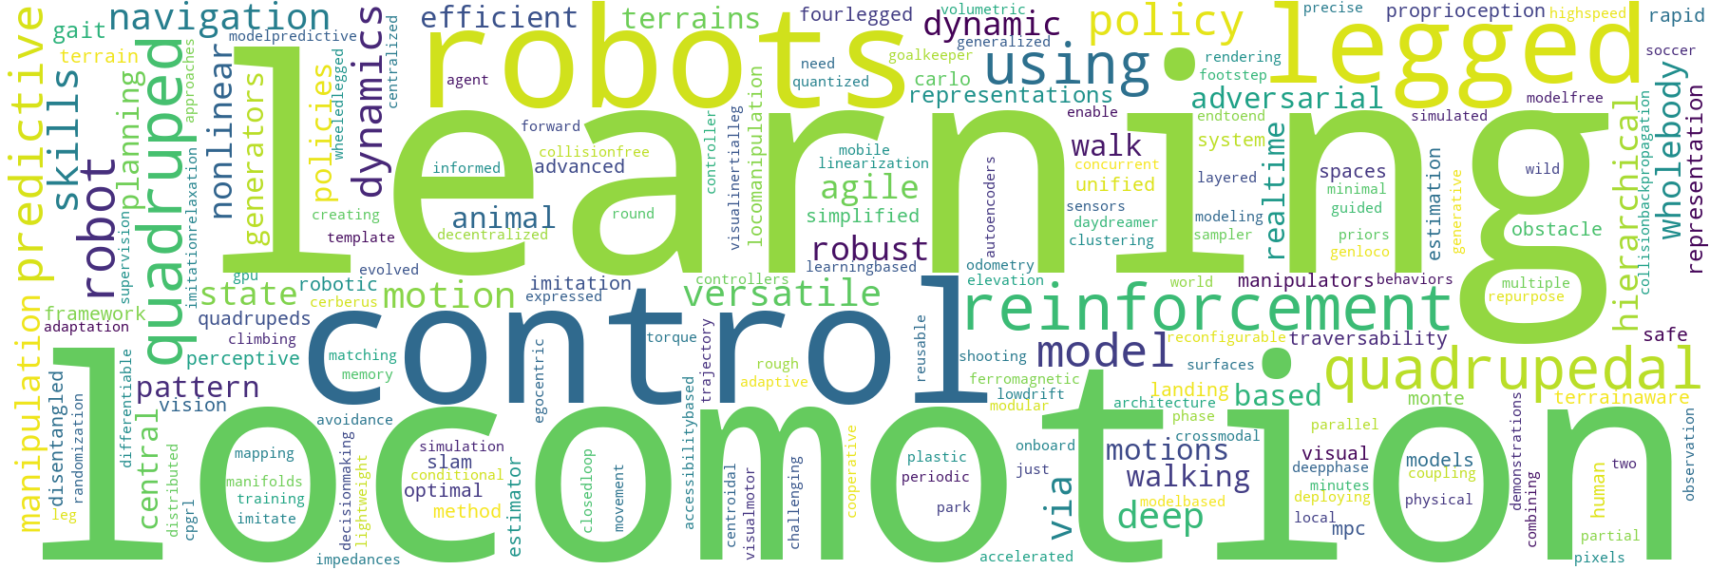 learning
locomotion
control
robots
legged
reinforcement
quadrupedal
quadruped
using
policy
robot
model
predictive
skills
navigation
efficient
terrains
dynamic
dynamics
wholebody
hierarchical
adversarial
representations
fourlegged
volumetric
generalized
goalkeeper
carlo
precise
proprioception
highspeed
rapid
rendering
footstep
soccer
gait
terrain
modelpredictive
planning
approaches
nonlinear
generators
policies
wheeledlegged
centralized
agent
need
quantized
locomanipulation
enable
endtoend
modelfree
simulated
representation
forward
collisionfree
informed
advanced
controller
visualinertialleg
mobile
linearization
agile
simplified
autoencoders
walk
concurrent
unified
system
layered
realtime
spaces
minimal
guided
estimation
wild
generative
obstacle
collisionbackpropagation
creating
animal
decentralized
round
sensors
daydreamer
clustering
modeling
sampler
priors
genloco
template
robust
learningbased
supervision
imitationrelaxation
gpu
evolved
robotic
cerberus
imitation
expressed
controllers
odometry
elevation
world
manipulators
behaviors
multiple
repurpose
manipulation
framework
adaptation
state
motion
versatile
quadrupeds
climbing
perceptive
matching
memory
torque
trajectory
rough
adaptive
reusable
shooting
reconfigurable
traversability
surfaces
safe
pattern
vision
egocentric
ferromagnetic
lowdrift
modular
landing
architecture
phase
based
monte
terrainaware
disentangled
randomization
differentiable
central
distributed
cpgrl
leg
avoidance
mapping
manifolds
training
imitate
decisionmaking
lightweight
impedances
simulation
slam
conditional
optimal
method
estimator
closedloop
movement
accessibilitybased
centroidal
visualmotor
challenging
cooperative
plastic
periodic
park
onboard
just
accelerated
via
motions
crossmodal
walking
modelbased
deep
parallel
visual
deepphase
minutes
deploying
local
mpc
models
coupling
physical
demonstrations
combining
human
two
partial
pixels
observation